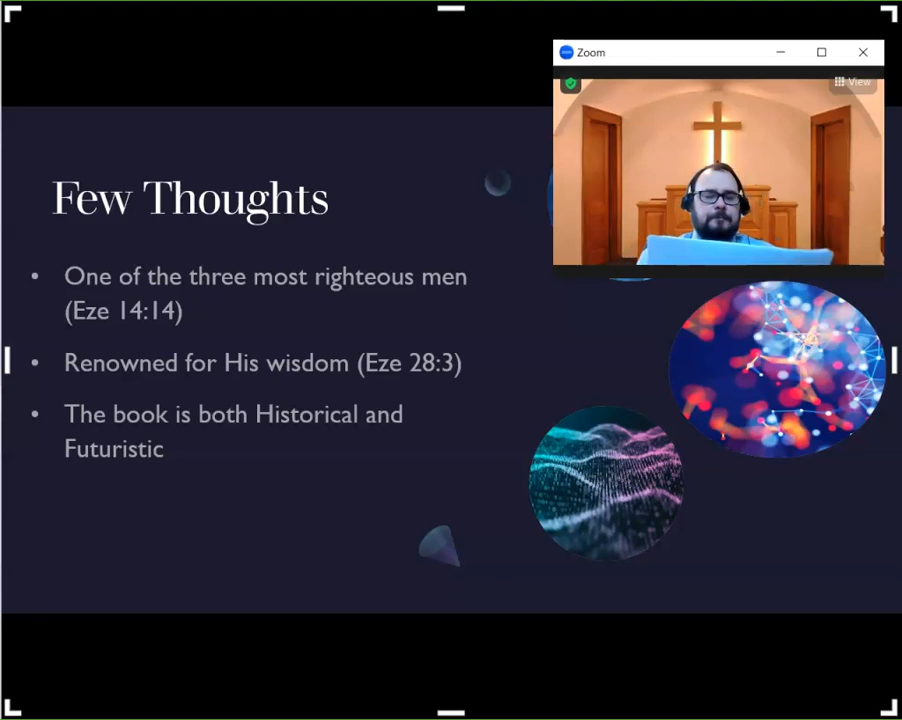 Zoom
View
Few Thoughts
• One of the three most righteous men
(Eze 14:14)
• Renowned for His wisdom (Eze 28:3)
• The book is both Historical and
Futuristic